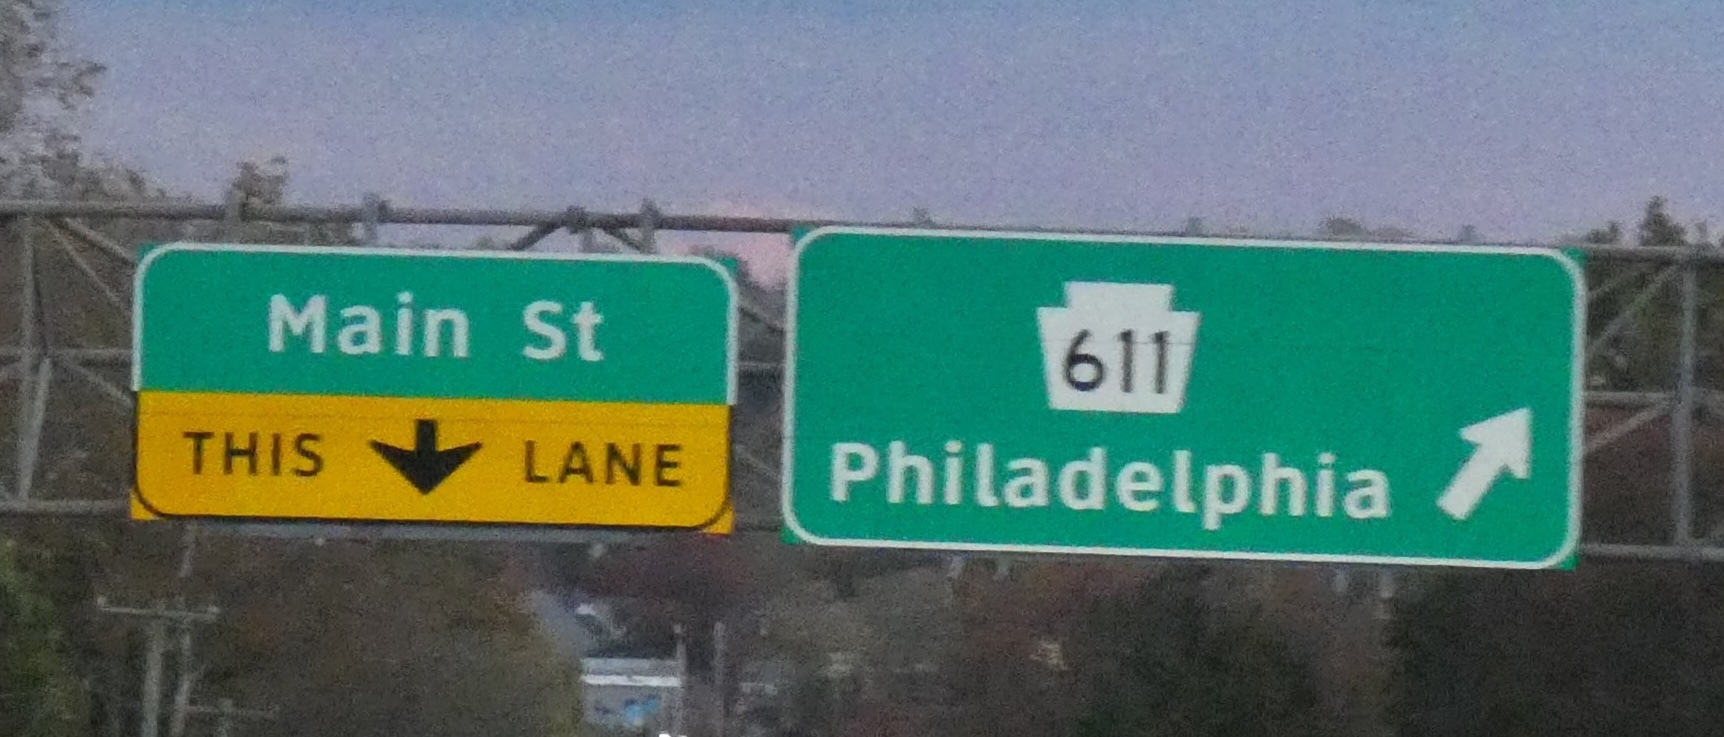 Main St
THIS LANE
611
Philadelphia